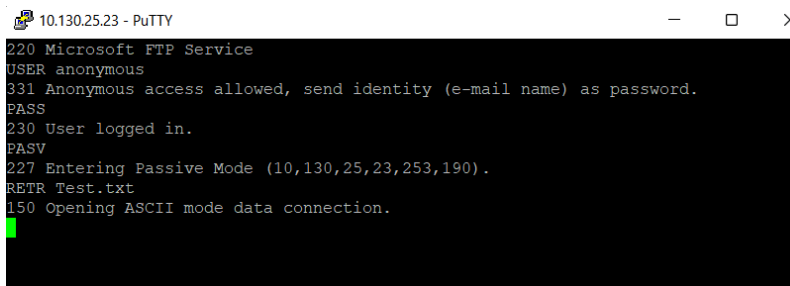 10.130.25.23 - PuTTY
220 Microsoft FTP Service
USER anonymous
331 Anonymous access allowed, send identity (e-mail name) as password.
PASS
230 User logged in.
PASV
227 Entering Passive Mode (10,130,25,23,253,190).
RETR Test.txt
150 Opening ASCII mode data connection.